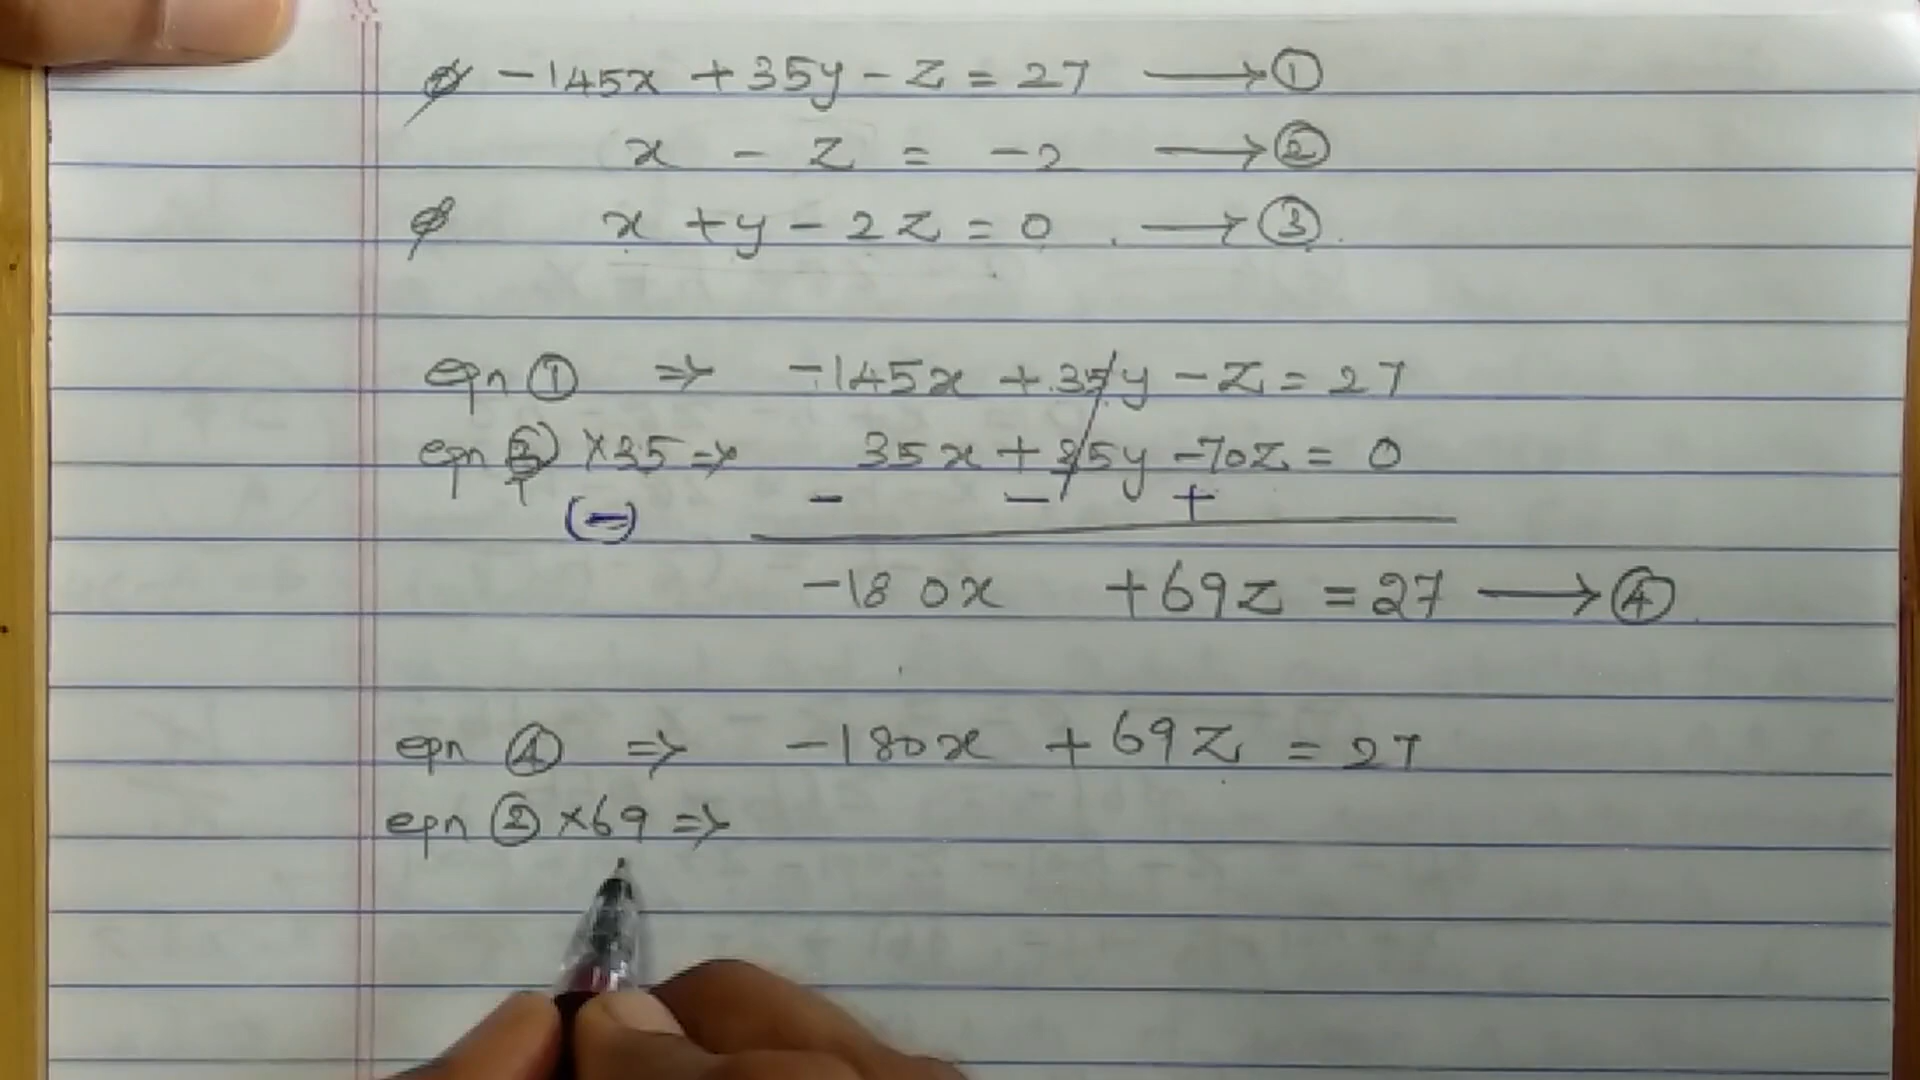 -145x + 35y - z = 27 ⟶ ①
x - z = -2 ⟶ ②
x + y - 2z = 0 ⟶ ③
eqn ① ⇒ -145x + 35y - z = 27
eqn ③ ×35 ⇒ 35x + 35y - 70z = 0
(-) - - +
-180x + 69z = 27 ⟶ ④
eqn ④ ⇒ -180x + 69z = 27
eqn ② ×69 ⇒